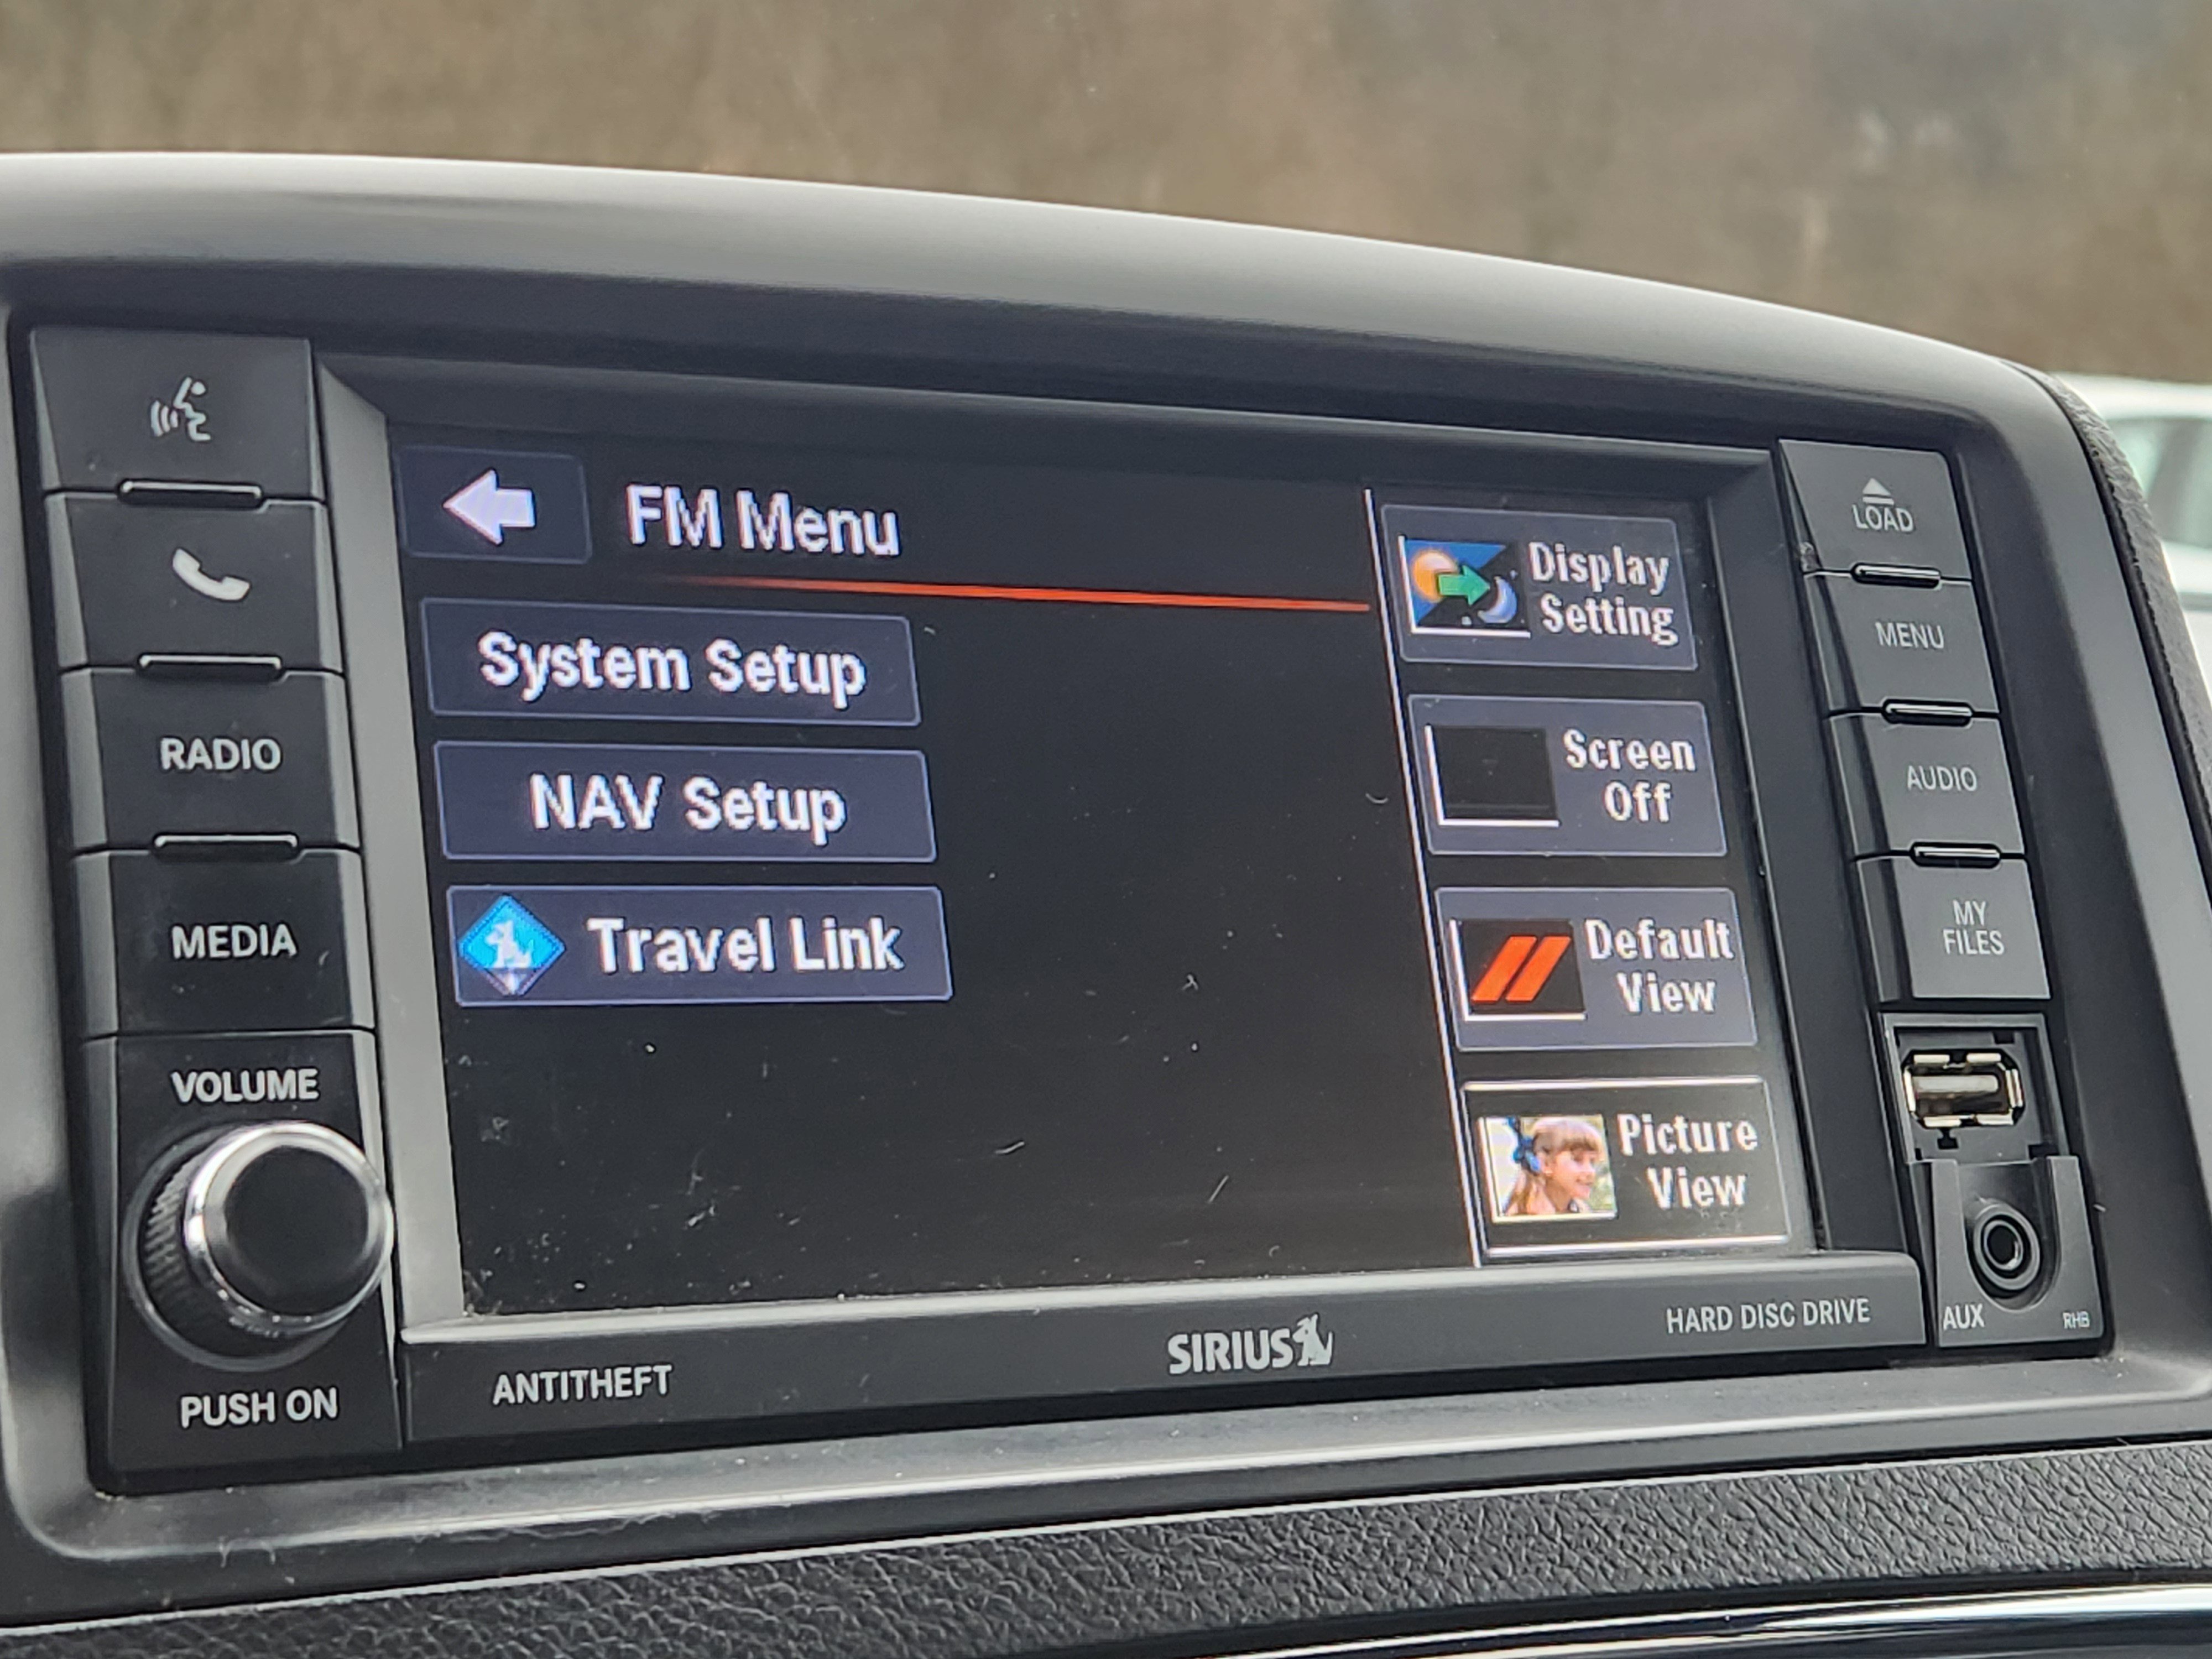 FM Menu
System Setup
NAV Setup
Travel Link
Display
Setting
Screen
Off
Default
View
Picture
View
RADIO
MEDIA
VOLUME
PUSH ON
LOAD
MENU
AUDIO
MY
FILES
ANTITHEFT
SIRIUS
HARD DISC DRIVE
AUX
RHB